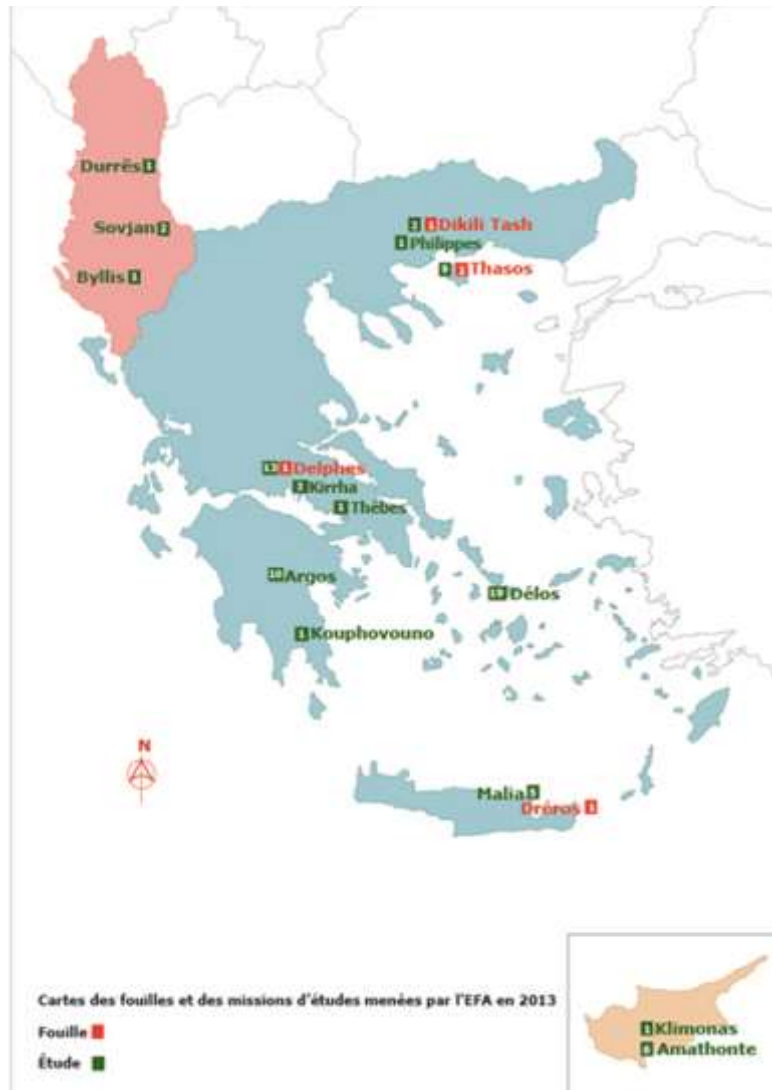 Durrës
Sovjan
Byllis
Dikili Tash
Philippes
Thasos
Delphes
Kirrha
Thèbes
Argos
Délos
Kouphovouno
N
Malia
Dréros
Cartes des fouilles et des missions d'études menées par l'EFA en 2013
Fouille
Étude
Klimonas
Amathonte